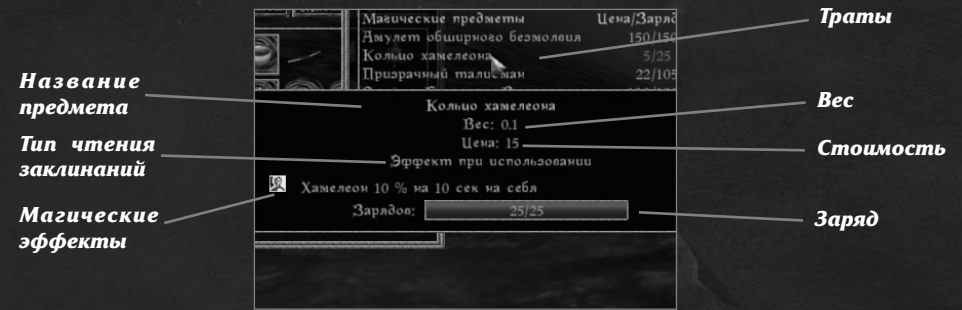 Магические предметы Цена/Заряд
Амулет обширного безмолвия 150/150
Кольцо хамелеона 5/25
Призрачный талисман 22/105
Кольцо хамелеона
Вес: 0.1
Цена: 15
Эффект при использовании
Хамелеон 10 % на 10 сек на себя
Зарядов: 25/25
Название
предмета
Тип чтения
заклинаний
Магические
эффекты
Траты
Вес
Стоимость
Заряд